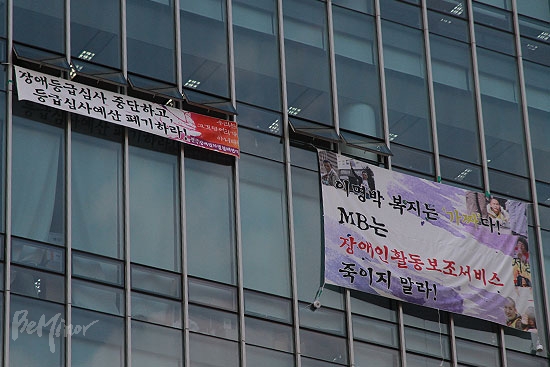 장애등급심사 중단하고,
등급심사예산 폐기하라!
이명박 복지는 가짜다!
MB는
장애인활동보조서비스
죽이지 말라!
BeMinor